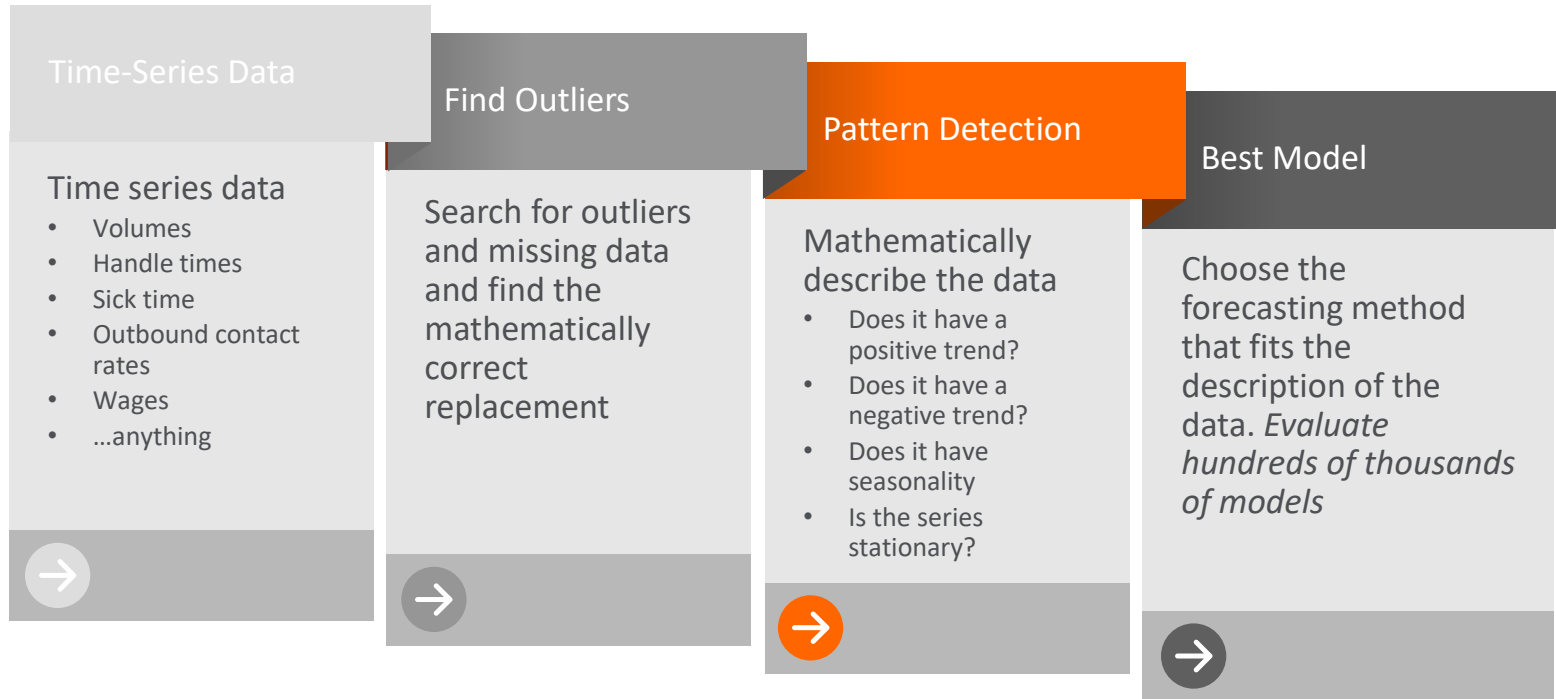 Time-Series Data
Time series data
• Volumes
• Handle times
• Sick time
• Outbound contact
rates
• Wages
• …anything
Find Outliers
Search for outliers
and missing data
and find the
mathematically
correct
replacement
Pattern Detection
Mathematically
describe the data
• Does it have a
positive trend?
• Does it have a
negative trend?
• Does it have
seasonality
• Is the series
stationary?
Best Model
Choose the
forecasting method
that fits the
description of the
data. Evaluate
hundreds of thousands
of models